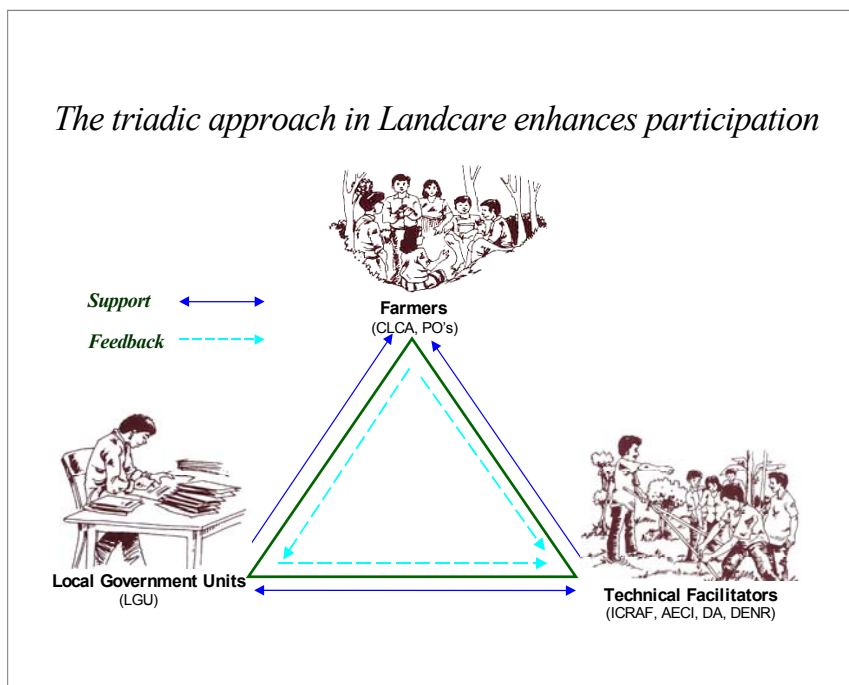 The triadic approach in Landcare enhances participation
Support
Feedback
Farmers
(CLCA, PO's)
Local Government Units
(LGU)
Technical Facilitators
(ICRAF, AECI, DA, DENR)